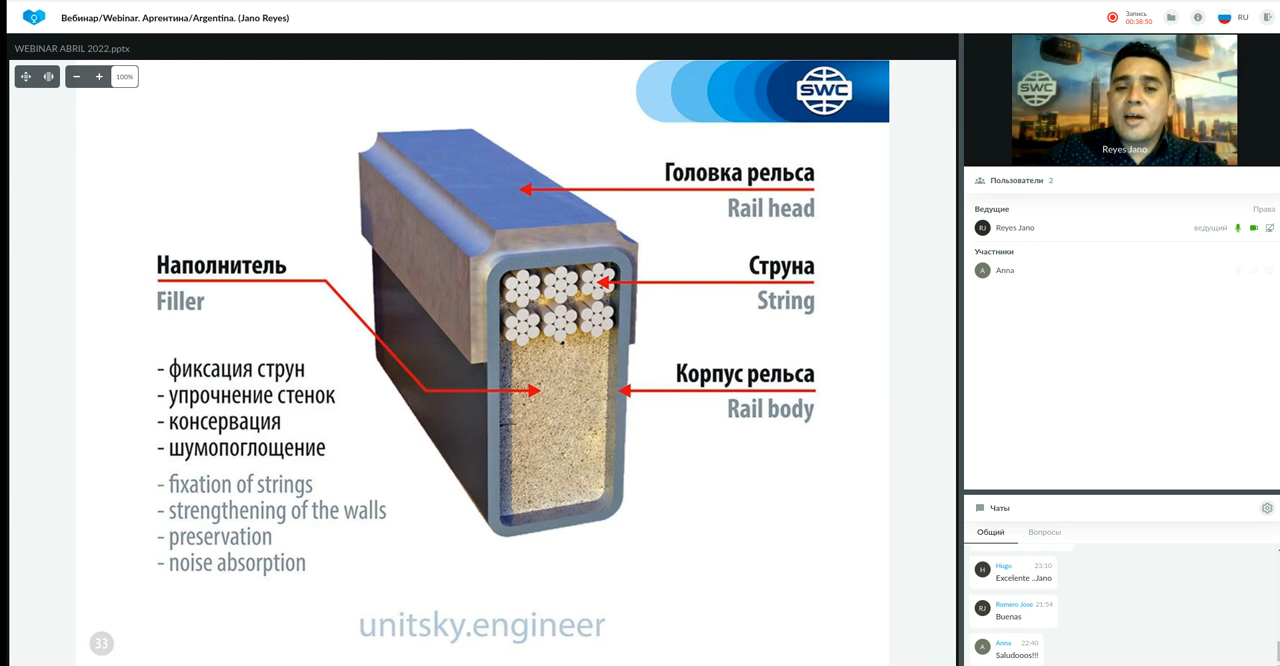 Вебинар/Webinar. Аргентина/Argentina. (Jano Reyes)
Запись
00:38:50
RU
WEBINAR ABRIL 2022.pptx
100%
SWC
Головка рельса
Rail head
Наполнитель
Filler
Струна
String
Корпус рельса
Rail body
- фиксация струн
- упрочнение стенок
- консервация
- шумопоглощение
- fixation of strings
- strengthening of the walls
- preservation
- noise absorption
unitsky.engineer
33
SWC
Reyes Jano
Пользователи 2
Ведущие Права
RJ Reyes Jano ведущий
Участники
A Anna
Чаты
Общий Вопросы
H Hugo 23:10
Excelente ..Jano
RJ Romero Jose 21:54
Buenas
A Anna 22:40
Saludooos!!!